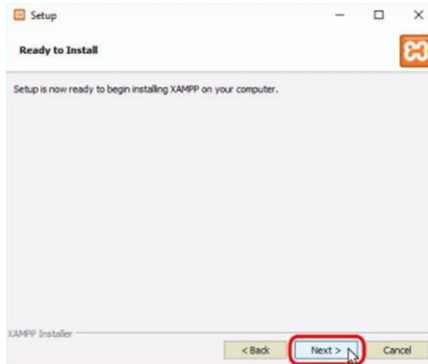 Setup
Ready to Install
Setup is now ready to begin installing XAMPP on your computer.
XAMPP Installer
< Back Next > Cancel